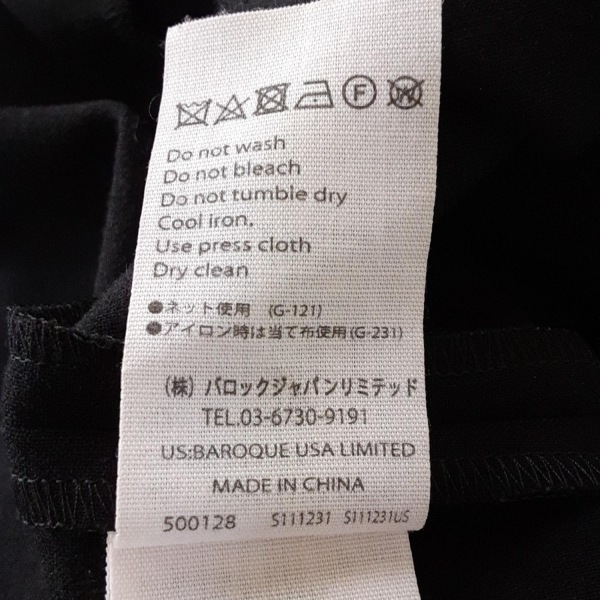 F W
Do not wash
Do not bleach
Do not tumble dry
Cool iron.
Use press cloth
Dry clean
●ネット使用 (G-121)
●アイロン時は当て布使用(G-231)
(株) バロックジャパンリミテッド
TEL.03-6730-9191
US:BAROQUE USA LIMITED
MADE IN CHINA
500128 S111231 S111231US